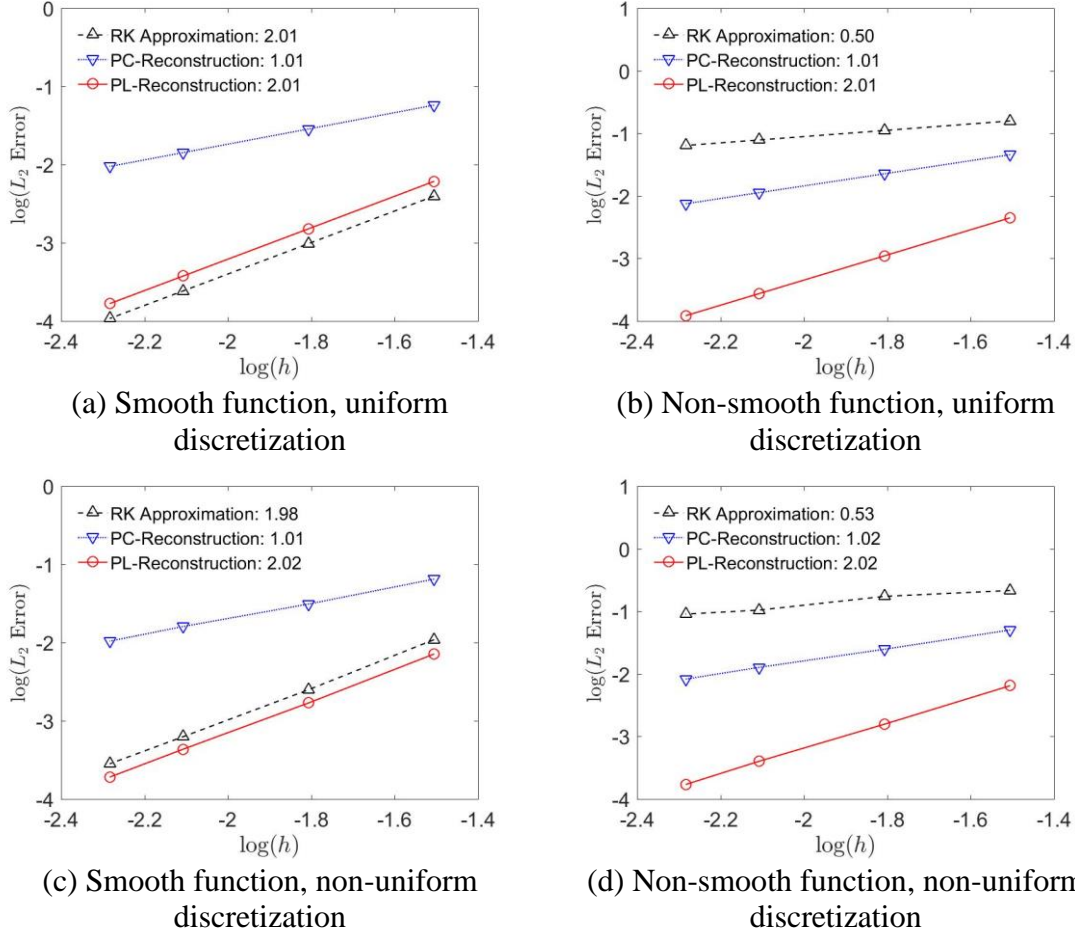 0
RK Approximation: 2.01
PC-Reconstruction: 1.01
PL-Reconstruction: 2.01
-1
-2
-3
-4
log(L₂ Error)
-2.4 -2.2 -2 -1.8 -1.6 -1.4
log(h)
(a) Smooth function, uniform
discretization
1
RK Approximation: 0.50
PC-Reconstruction: 1.01
PL-Reconstruction: 2.01
0
-1
-2
-3
-4
log(L₂ Error)
-2.4 -2.2 -2 -1.8 -1.6 -1.4
log(h)
(b) Non-smooth function, uniform
discretization
0
RK Approximation: 1.98
PC-Reconstruction: 1.01
PL-Reconstruction: 2.02
-1
-2
-3
-4
log(L₂ Error)
-2.4 -2.2 -2 -1.8 -1.6 -1.4
log(h)
(c) Smooth function, non-uniform
discretization
1
RK Approximation: 0.53
PC-Reconstruction: 1.02
PL-Reconstruction: 2.02
0
-1
-2
-3
-4
log(L₂ Error)
-2.4 -2.2 -2 -1.8 -1.6 -1.4
log(h)
(d) Non-smooth function, non-uniform
discretization